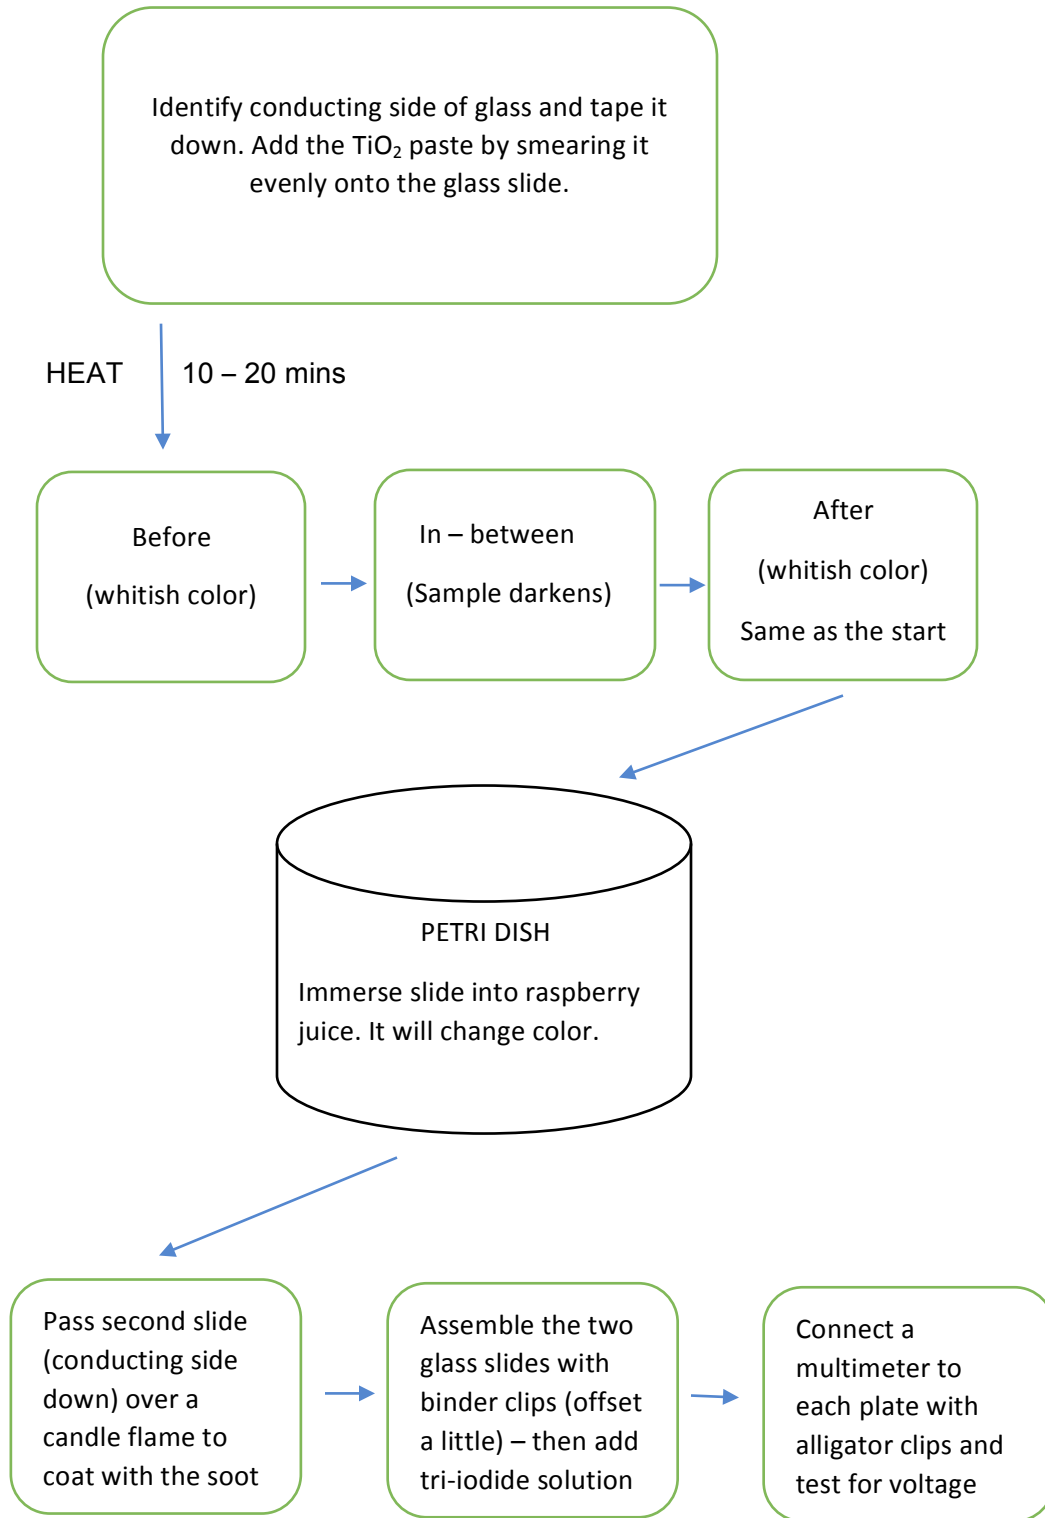 Identify conducting side of glass and tape it
down. Add the TiO₂ paste by smearing it
evenly onto the glass slide.
HEAT
10 – 20 mins
Before
(whitish color)
In – between
(Sample darkens)
After
(whitish color)
Same as the start
PETRI DISH
Immerse slide into raspberry
juice. It will change color.
Pass second slide
(conducting side
down) over a
candle flame to
coat with the soot
Assemble the two
glass slides with
binder clips (offset
a little) – then add
tri-iodide solution
Connect a
multimeter to
each plate with
alligator clips and
test for voltage